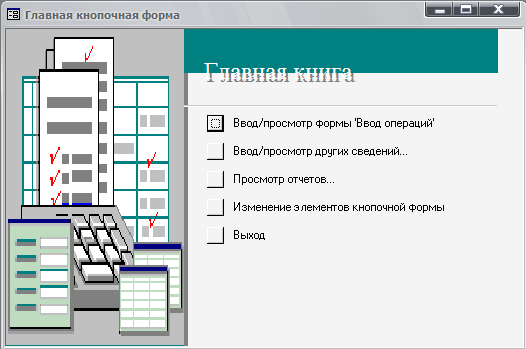 Главная кнопочная форма
Главная книга
Ввод/просмотр формы 'Ввод операций'
Ввод/просмотр других сведений...
Просмотр отчетов...
Изменение элементов кнопочной формы
Выход